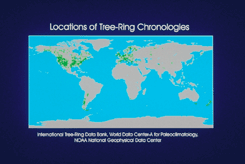 Locations of Tree-Ring Chronologies
International Tree-Ring Data Bank, World Data Center-A for Paleoclimatology,
NOAA National Geophysical Data Center